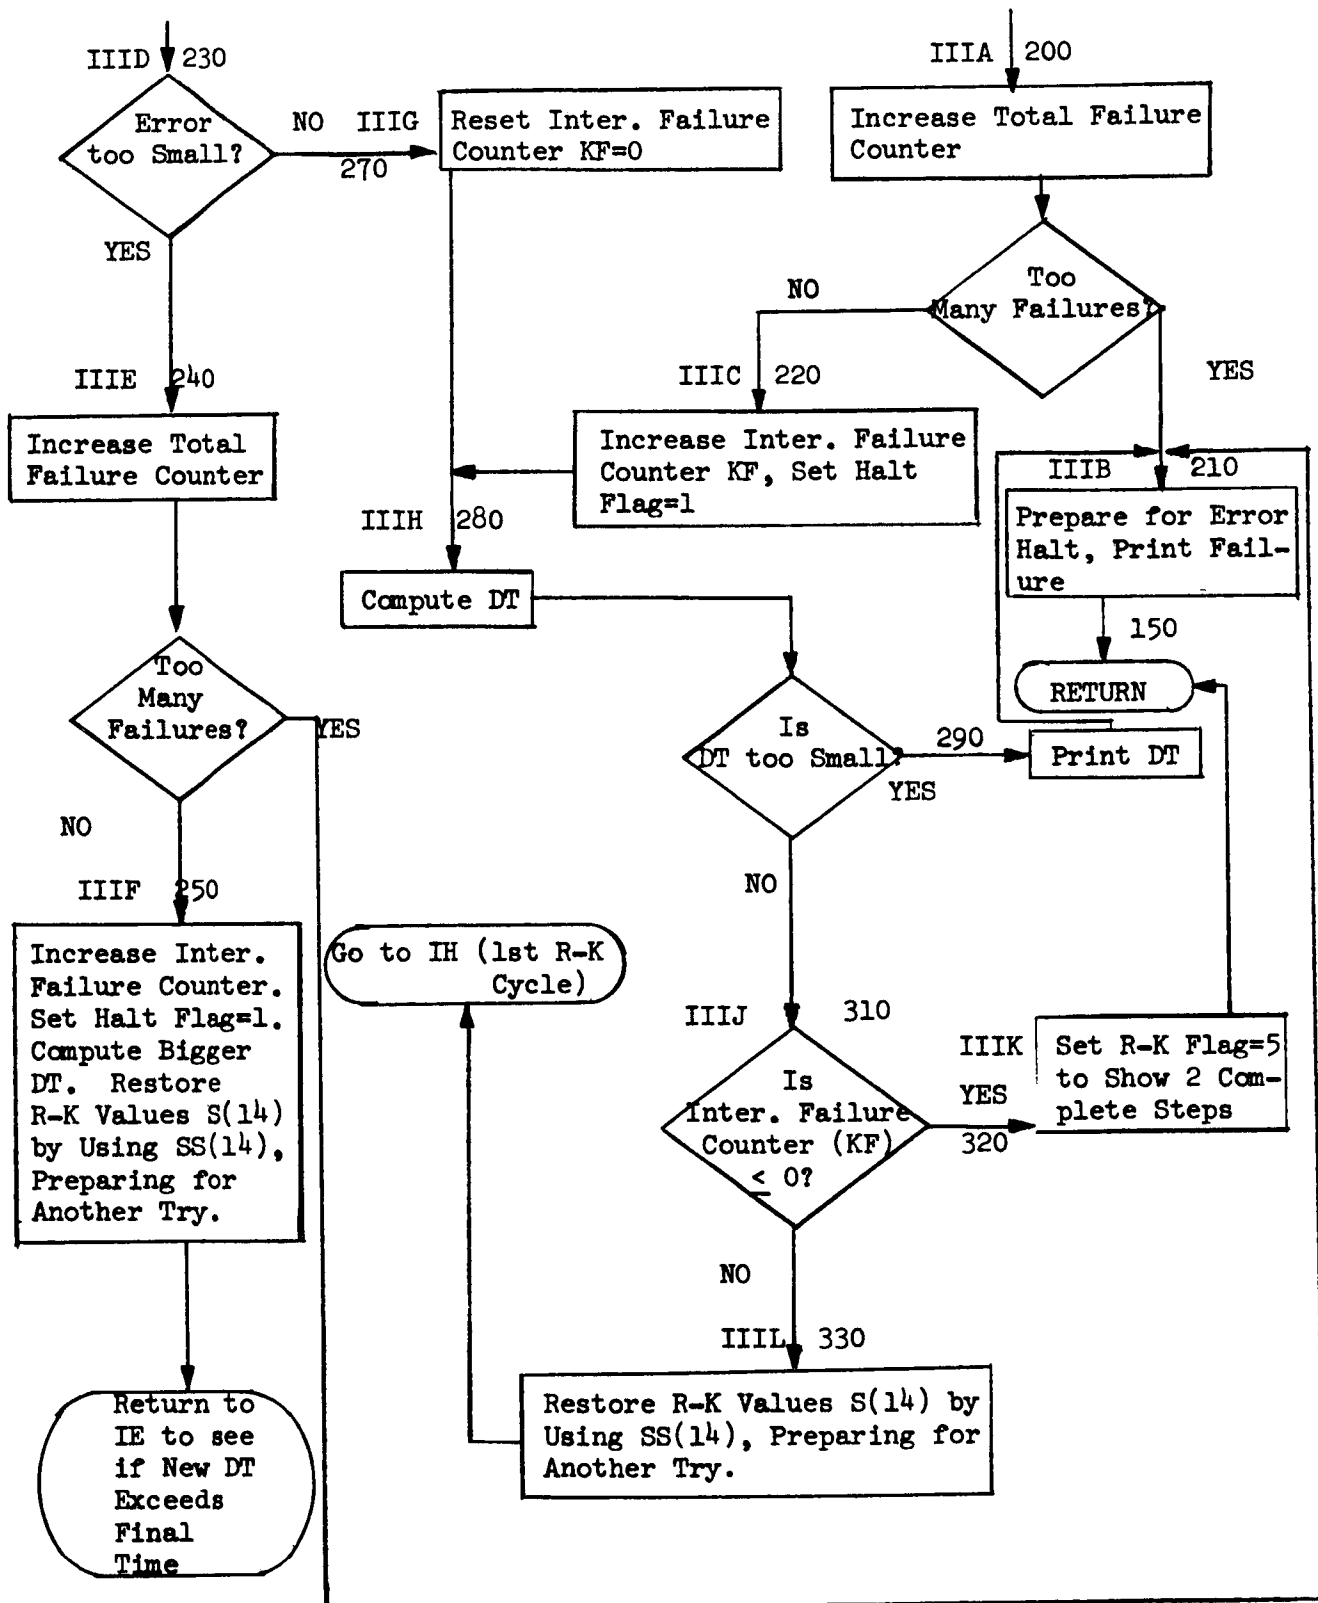 IIID 230
Error
too Small?
NO IIIG
270
Reset Inter. Failure
Counter KF=0
IIIA 200
Increase Total Failure
Counter
YES
Too
Many Failures?
NO
YES
IIIE 240
Increase Total
Failure Counter
IIIC 220
Increase Inter. Failure
Counter KF, Set Halt
Flag=1
IIIB 210
Prepare for Error
Halt, Print Fail-
ure
150
RETURN
IIIH 280
Compute DT
Too
Many
Failures?
YES
Is
DT too Small?
290
YES
Print DT
NO
NO
IIIF 250
Increase Inter.
Failure Counter.
Set Halt Flag=1.
Compute Bigger
DT. Restore
R-K Values S(14)
by Using SS(14),
Preparing for
Another Try.
Go to IH (1st R-K
Cycle)
IIIJ 310
Is
Inter. Failure
Counter (KF)
≤ 0?
IIIK
YES
320
Set R-K Flag=5
to Show 2 Com-
plete Steps
NO
IIIL 330
Restore R-K Values S(14) by
Using SS(14), Preparing for
Another Try.
Return to
IE to see
if New DT
Exceeds
Final
Time